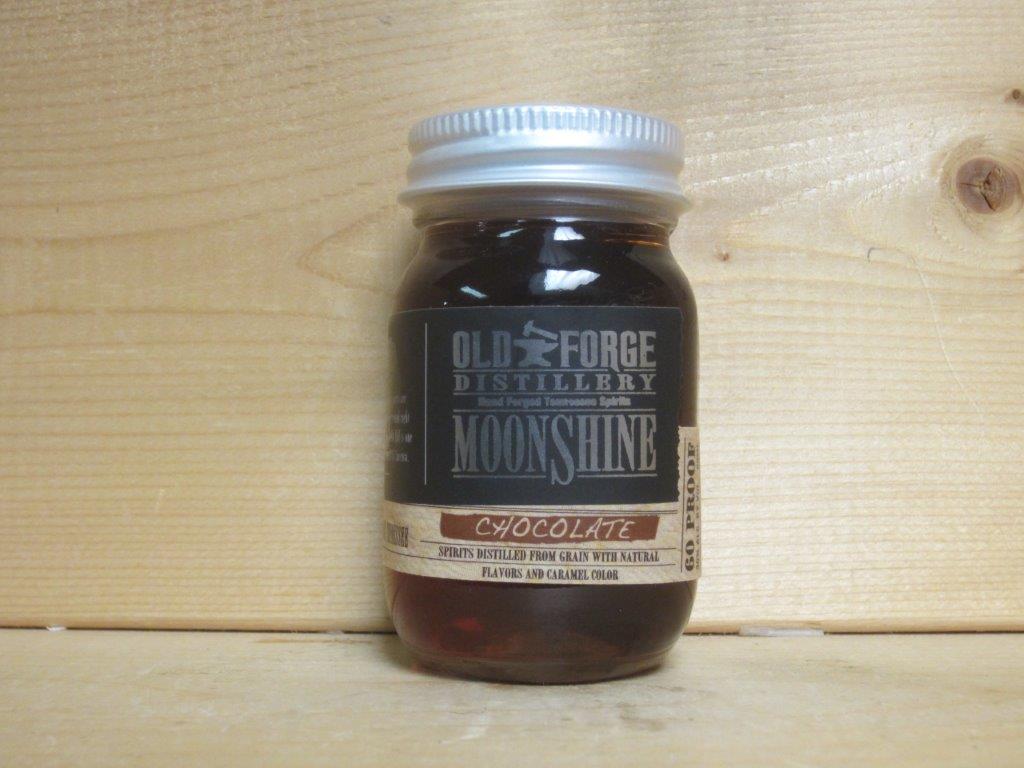 OLD FORGE
DISTILLERY
Hand Forged Tennessee Spirits
MOONSHINE
CHOCOLATE
SPIRITS DISTILLED FROM GRAIN WITH NATURAL
FLAVORS AND CARAMEL COLOR
60 PROOF